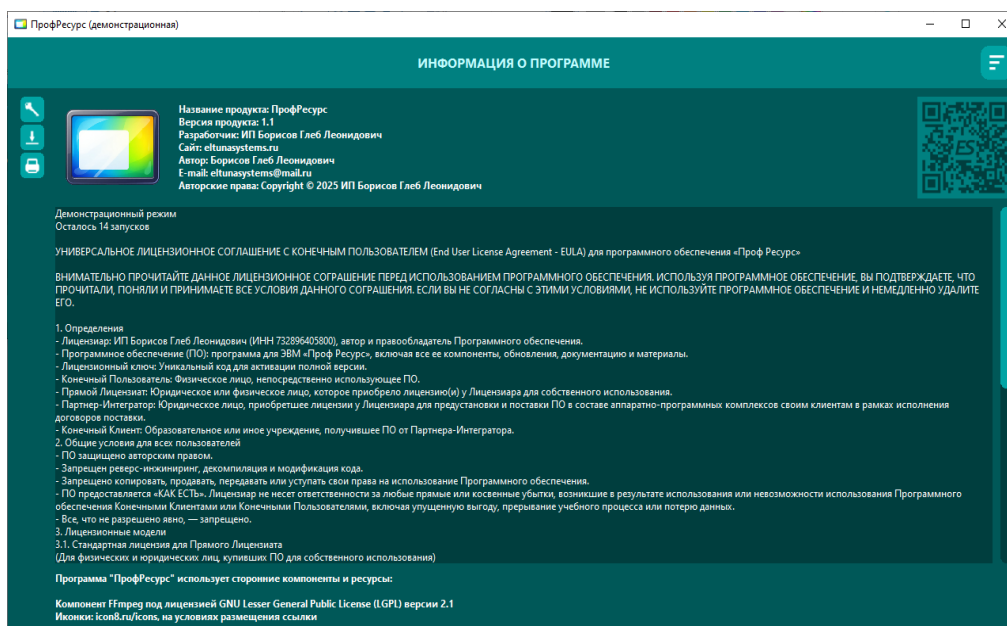 ПрофРесурс (демонстрационная)
ИНФОРМАЦИЯ О ПРОГРАММЕ
Название продукта: ПрофРесурс
Версия продукта: 1.1
Разработчик: ИП Борисов Глеб Леонидович
Сайт: eltunasystems.ru
Автор: Борисов Глеб Леонидович
E-mail: eltunasystems@mail.ru
Авторские права: Copyright © 2025 ИП Борисов Глеб Леонидович
ES
Демонстрационный режим
Осталось 14 запусков
УНИВЕРСАЛЬНОЕ ЛИЦЕНЗИОННОЕ СОГЛАШЕНИЕ С КОНЕЧНЫМ ПОЛЬЗОВАТЕЛЕМ (End User License Agreement - EULA) для программного обеспечения «Проф Ресурс»
ВНИМАТЕЛЬНО ПРОЧИТАЙТЕ ДАННОЕ ЛИЦЕНЗИОННОЕ СОГРАШЕНИЕ ПЕРЕД ИСПОЛЬЗОВАНИЕМ ПРОГРАММНОГО ОБЕСПЕЧЕНИЯ. ИСПОЛЬЗУЯ ПРОГРАММНОЕ ОБЕСПЕЧЕНИЕ, ВЫ ПОДТВЕРЖДАЕТЕ, ЧТО
ПРОЧИТАЛИ, ПОНЯЛИ И ПРИНИМАЕТЕ ВСЕ УСЛОВИЯ ДАННОГО СОГРАШЕНИЯ. ЕСЛИ ВЫ НЕ СОГЛАСНЫ С ЭТИМИ УСЛОВИЯМИ, НЕ ИСПОЛЬЗУЙТЕ ПРОГРАММНОЕ ОБЕСПЕЧЕНИЕ И НЕМЕДЛЕННО УДАЛИТЕ
ЕГО.
1. Определения
- Лицензиар: ИП Борисов Глеб Леонидович (ИНН 732896405800), автор и правообладатель Программного обеспечения.
- Программное обеспечение (ПО): программа для ЭВМ «Проф Ресурс», включая все ее компоненты, обновления, документацию и материалы.
- Лицензионный ключ: Уникальный код для активации полной версии.
- Конечный Пользователь: Физическое лицо, непосредственно использующее ПО.
- Прямой Лицензиат: Юридическое или физическое лицо, которое приобрело лицензию(и) у Лицензиара для собственного использования.
- Партнер-Интегратор: Юридическое лицо, приобретшее лицензии у Лицензиара для предустановки и поставки ПО в составе аппаратно-программных комплексов своим клиентам в рамках исполнения
договоров поставки.
- Конечный Клиент: Образовательное или иное учреждение, получившее ПО от Партнера-Интегратора.
2. Общие условия для всех пользователей
- ПО защищено авторским правом.
- Запрещен реверс-инжиниринг, декомпиляция и модификация кода.
- Запрещено копировать, продавать, передавать или уступать свои права на использование Программного обеспечения.
- ПО предоставляется «КАК ЕСТЬ». Лицензиар не несет ответственности за любые прямые или косвенные убытки, возникшие в результате использования или невозможности использования Программного
обеспечения Конечными Клиентами или Конечными Пользователями, включая упущенную выгоду, прерывание учебного процесса или потерю данных.
- Все, что не разрешено явно, — запрещено.
3. Лицензионные модели
3.1. Стандартная лицензия для Прямого Лицензиата
(Для физических и юридических лиц, купивших ПО для собственного использования)
Программа "ПрофРесурс" использует сторонние компоненты и ресурсы:
Компонент FFmpeg под лицензией GNU Lesser General Public License (LGPL) версии 2.1
Иконки: icon8.ru/icons, на условиях размещения ссылки